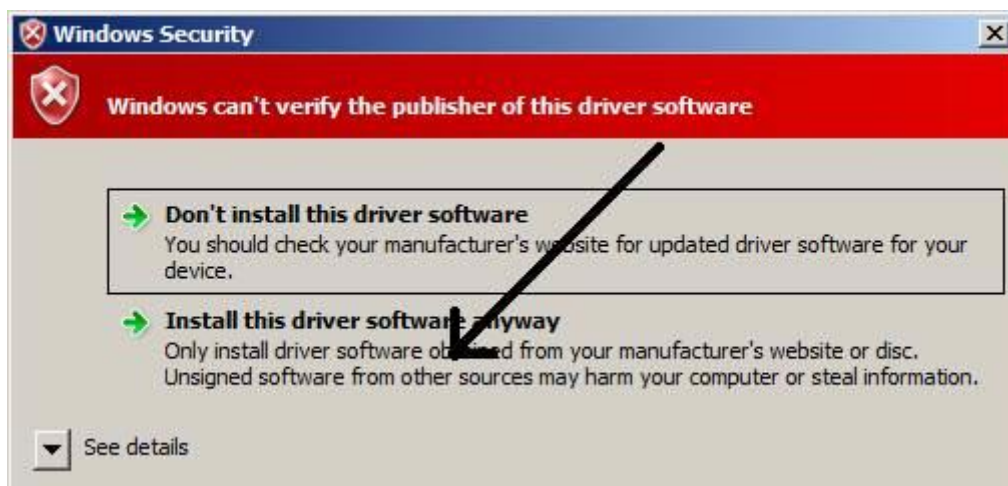 Windows Security
Windows can't verify the publisher of this driver software
Don't install this driver software
You should check your manufacturer's website for updated driver software for your
device.
Install this driver software anyway
Only install driver software obtained from your manufacturer's website or disc.
Unsigned software from other sources may harm your computer or steal information.
See details